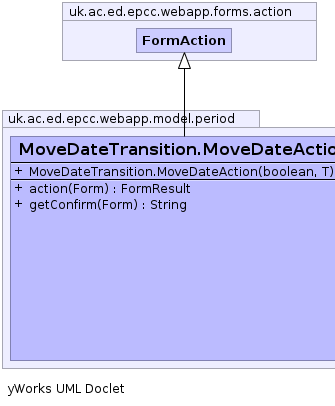 uk.ac.ed.epcc.webapp.forms.action
FormAction
uk.ac.ed.epcc.webapp.model.period
MoveDateTransition.MoveDateActio
+ MoveDateTransition.MoveDateAction(boolean, T)
+ action(Form) : FormResult
+ getConfirm(Form) : String
yWorks UML Doclet